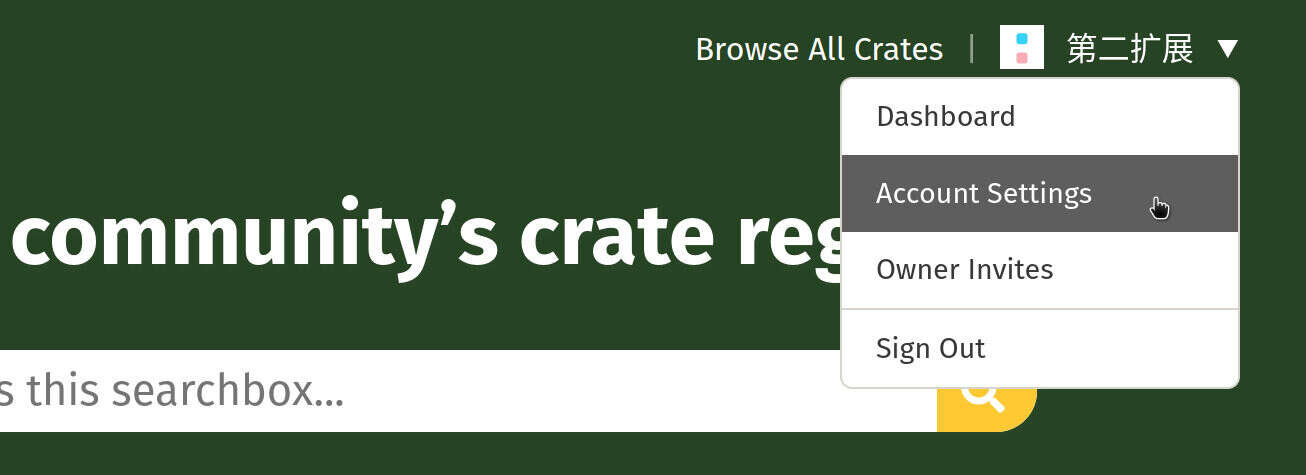 Browse All Crates | 第二扩展 ▼
Dashboard
Account Settings
community’s crate reg
Owner Invites
Sign Out
s this searchbox...